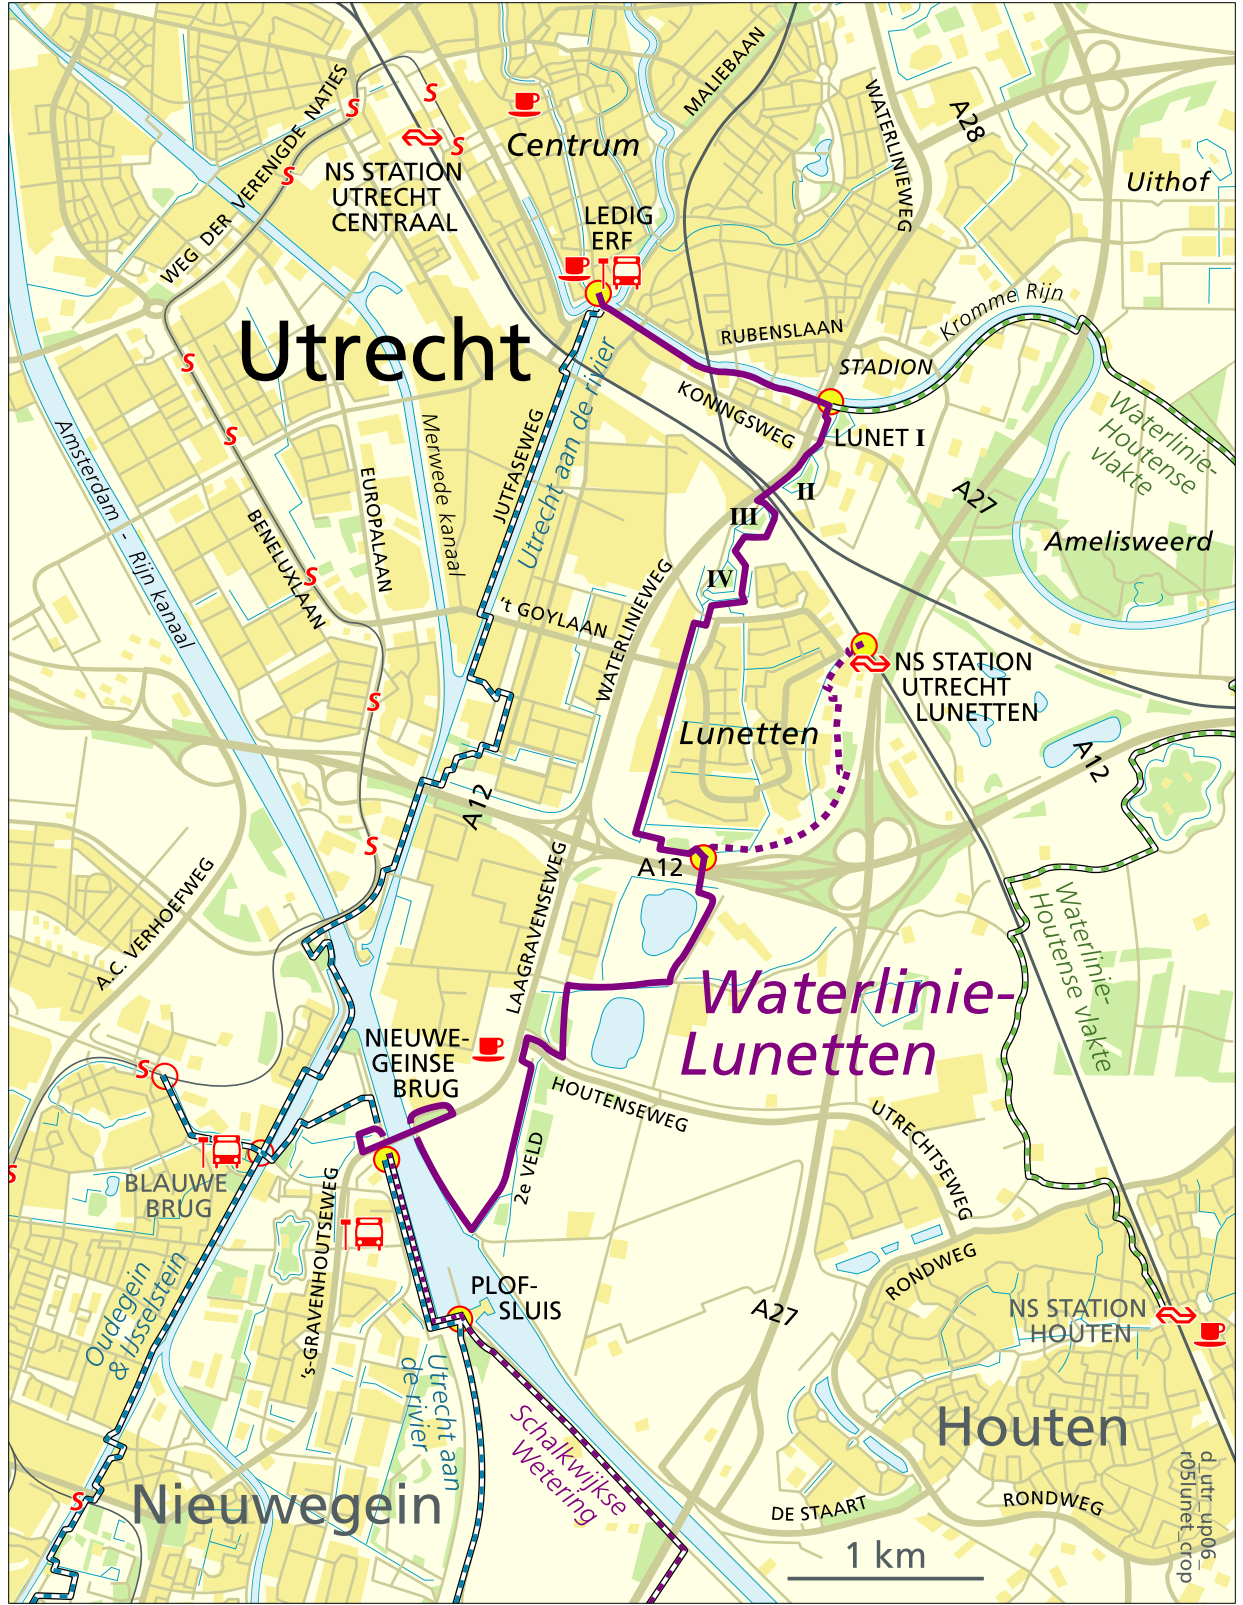 MALIEBAAN
WATERLINIEWEG
A28
Centrum
Uithof
WEG DER VERENIGDE NATIES
S
S
S
S
NS STATION
UTRECHT
CENTRAAL
LEDIG
ERF
Utrecht
RUBENSLAAN
Kromme Rijn
STADION
KONINGSWEG
LUNET I
II
III
IV
Waterlinie-
Houtense
vlakte
A27
Amelisweerd
S
S
S
Amsterdam - Rijn kanaal
Merwede kanaal
JUTFASEWEG
Utrecht aan de rivier
EUROPALAAN
BENELUXLAAN
't GOYLAAN
WATERLINIEWEG
NS STATION
UTRECHT
LUNETTEN
Lunetten
S
A12
A12
S
A12
A.C. VERHOEFWEG
LAAGRAVENSEWEG
Waterlinie-
Houtense vlakte
Waterlinie-
Lunetten
NIEUWE-
GEINSE
BRUG
S
HOUTENSEWEG
UTRECHTSEWEG
2e VELD
S
BLAUWE
BRUG
's-GRAVENHOUTSEWEG
Oudegein
& IJsselstein
RONDWEG
PLOF-
SLUIS
A27
NS STATION
HOUTEN
Utrecht aan
de rivier
Schalkwijkse
Wetering
Houten
Nieuwegein
S
DE STAART
RONDWEG
1 km
d_utr_up06_
r05lunet_crop